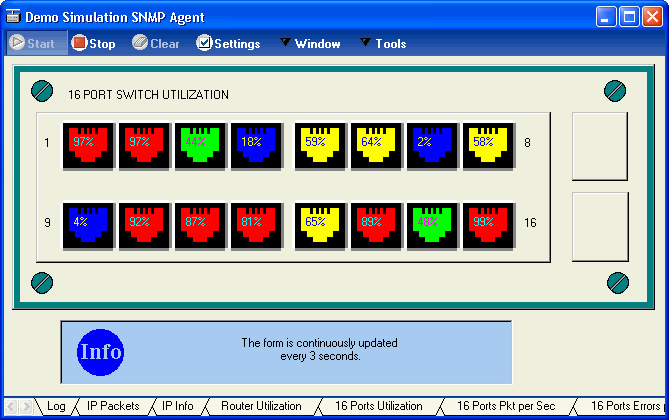 Demo Simulation SNMP Agent
Start Stop Clear Settings Window Tools
16 PORT SWITCH UTILIZATION
1 97% 97% 44% 18% 59% 64% 2% 58% 8
9 4% 92% 87% 81% 65% 89% 99% 16
Info
The form is continuously updated
every 3 seconds.
Log IP Packets IP Info Router Utilization 16 Ports Utilization 16 Ports Pkt per Sec 16 Ports Errors